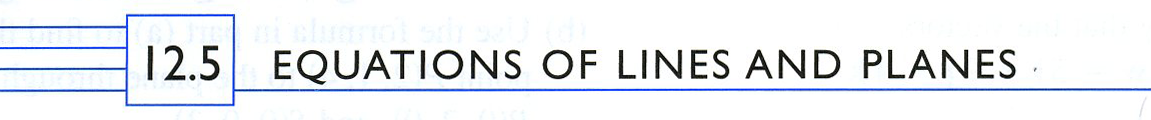 12.5 EQUATIONS OF LINES AND PLANES